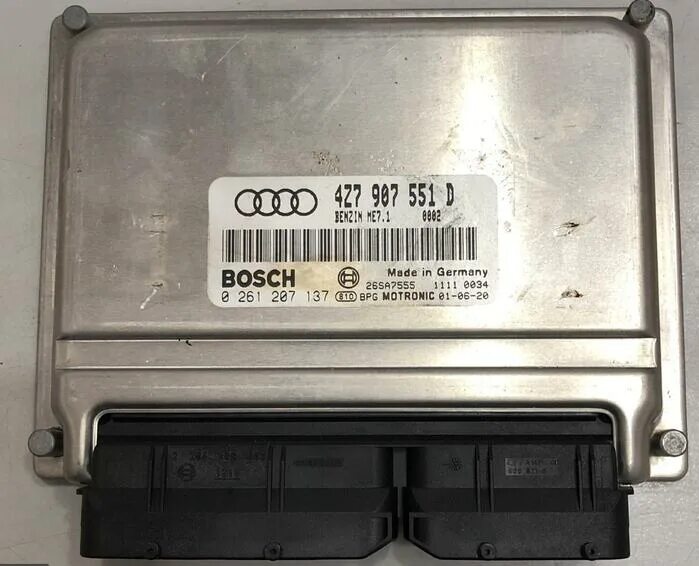 4Z7 907 551 D
BENZIN ME7.1 0002
BOSCH Made in Germany
26SA7555 1111 0034
0 261 207 137 810 BPG MOTRONIC 01-06-20